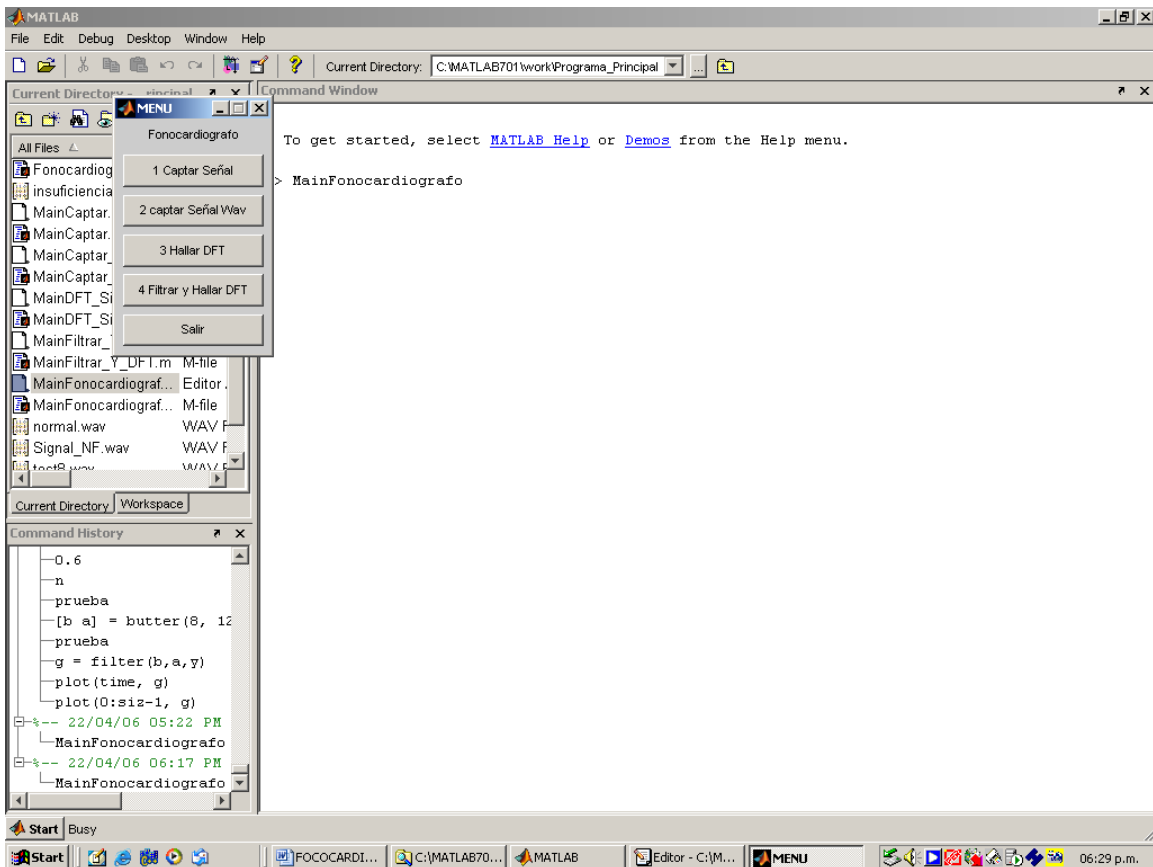 MATLAB
File Edit Debug Desktop Window Help
Current Directory: C:\MATLAB701\work\Programa_Principal ...
Current Directory
Command Window
MENU
Fonocardiografo
1 Captar Señal
2 captar Señal Wav
3 Hallar DFT
4 Filtrar y Hallar DFT
Salir
To get started, select MATLAB Help or Demos from the Help menu.
> MainFonocardiografo
All Files
Fonocardiog
insuficiencia
MainCaptar.
MainCaptar.
MainCaptar_
MainCaptar_
MainDFT_Si
MainDFT_Si
MainFiltrar_
MainFiltrar_Y_DFT.m M-file
MainFonocardiograf... Editor .
MainFonocardiograf... M-file
normal.wav WAV F
Signal_NF.wav WAV F
test8.wav WAV F
Current Directory Workspace
Command History
0.6
n
prueba
[b a] = butter(8, 12
prueba
g = filter(b,a,y)
plot(time, g)
plot(0:siz-1, g)
%-- 22/04/06 05:22 PM
MainFonocardiografo
%-- 22/04/06 06:17 PM
MainFonocardiografo
Start Busy
Start FOCOCARDI... C:\MATLAB70... MATLAB Editor - C:\M... MENU 06:29 p.m.